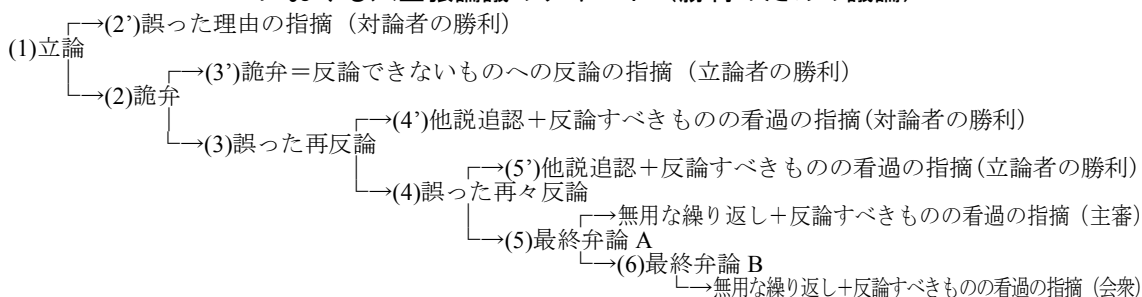 →(2')誤った理由の指摘（対論者の勝利）
(1)立論
→(3')詭弁＝反論できないものへの反論の指摘（立論者の勝利）
→(2)詭弁
→(4')他説追認＋反論すべきものの看過の指摘(対論者の勝利)
→(3)誤った再反論
→(5')他説追認＋反論すべきものの看過の指摘(立論者の勝利)
→(4)誤った再々反論
→無用な繰り返し＋反論すべきものの看過の指摘（主審）
→(5)最終弁論 A
→(6)最終弁論 B
→無用な繰り返し＋反論すべきものの看過の指摘（会衆）